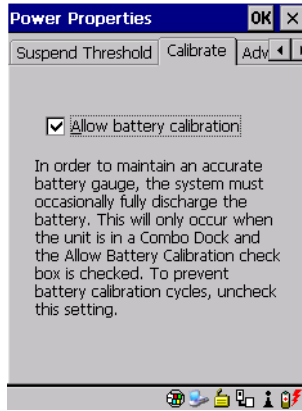 Power Properties OK ×
Suspend Threshold Calibrate Adv
Allow battery calibration
In order to maintain an accurate
battery gauge, the system must
occasionally fully discharge the
battery. This will only occur when
the unit is in a Combo Dock and
the Allow Battery Calibration check
box is checked. To prevent
battery calibration cycles, uncheck
this setting.